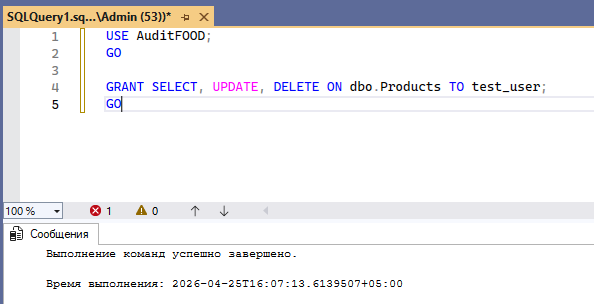 SQLQuery1.sq...\Admin (53))*
1 USE AuditFOOD;
2 GO
3
4 GRANT SELECT, UPDATE, DELETE ON dbo.Products TO test_user;
5 GO
100 % 1 0
Сообщения
Выполнение команд успешно завершено.
Время выполнения: 2026-04-25T16:07:13.6139507+05:00